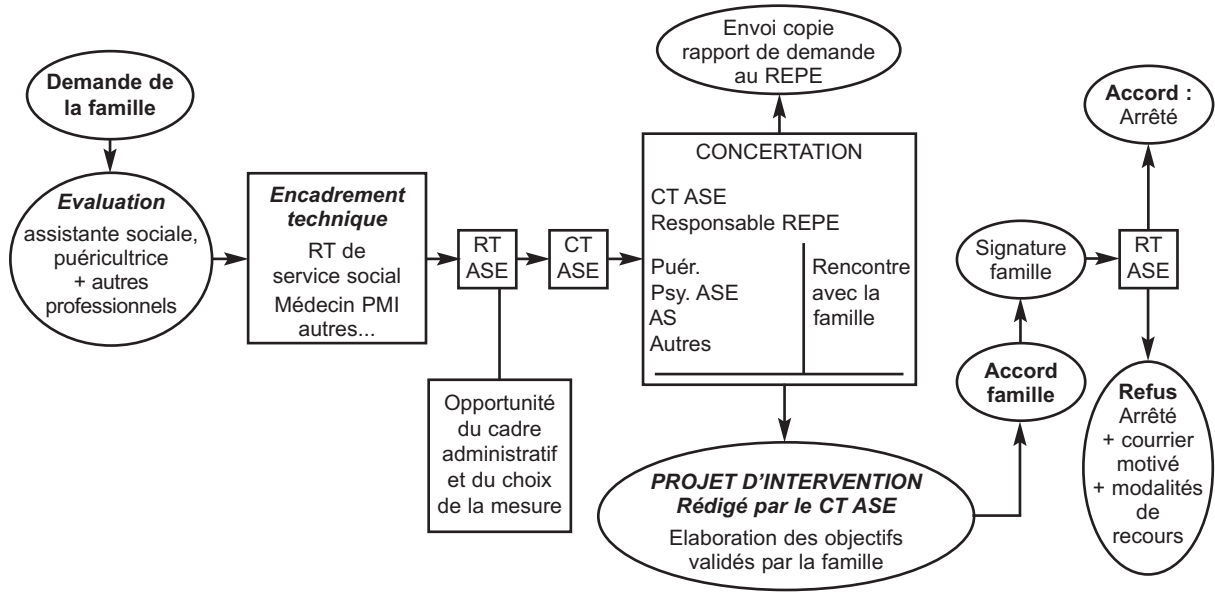 Demande de
la famille
Evaluation
assistante sociale,
puéricultrice
+ autres
professionnels
Encadrement
technique
RT de
service social
Médecin PMI
autres...
RT
ASE
CT
ASE
Opportunité
du cadre
administratif
et du choix
de la mesure
Envoi copie
rapport de demande
au REPE
CONCERTATION
CT ASE
Responsable REPE
Puér.
Psy. ASE
AS
Autres
Rencontre
avec la
famille
PROJET D'INTERVENTION
Rédigé par le CT ASE
Elaboration des objectifs
validés par la famille
Accord
famille
Signature
famille
RT
ASE
Accord :
Arrêté
Refus
Arrêté
+ courrier
motivé
+ modalités
de
recours